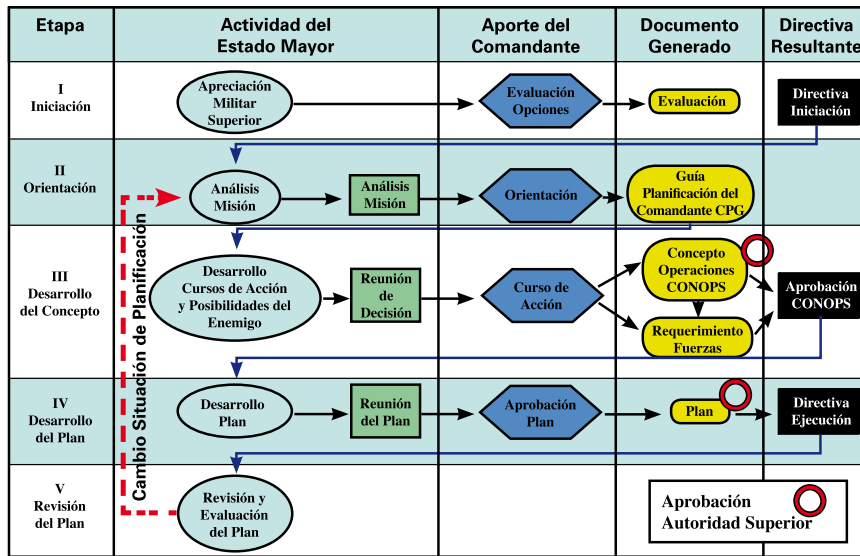 Etapa
Actividad del
Estado Mayor
Aporte del
Comandante
Documento
Generado
Directiva
Resultante
I
Iniciación
Apreciación
Militar
Superior
Evaluación
Opciones
Evaluación
Directiva
Iniciación
II
Orientación
Análisis
Misión
Análisis
Misión
Orientación
Guía
Planificación del
Comandante CPG
III
Desarrollo
del Concepto
Desarrollo
Cursos de Acción
y Posibilidades del
Enemigo
Reunión
de
Decisión
Curso de
Acción
Concepto
Operaciones
CONOPS
Requerimiento
Fuerzas
Aprobación
CONOPS
IV
Desarrollo
del Plan
Desarrollo
Plan
Reunión
del Plan
Aprobación
Plan
Plan
Directiva
Ejecución
V
Revisión
del Plan
Revisión y
Evaluación
del Plan
Cambio Situación de Planificación
Aprobación
Autoridad Superior